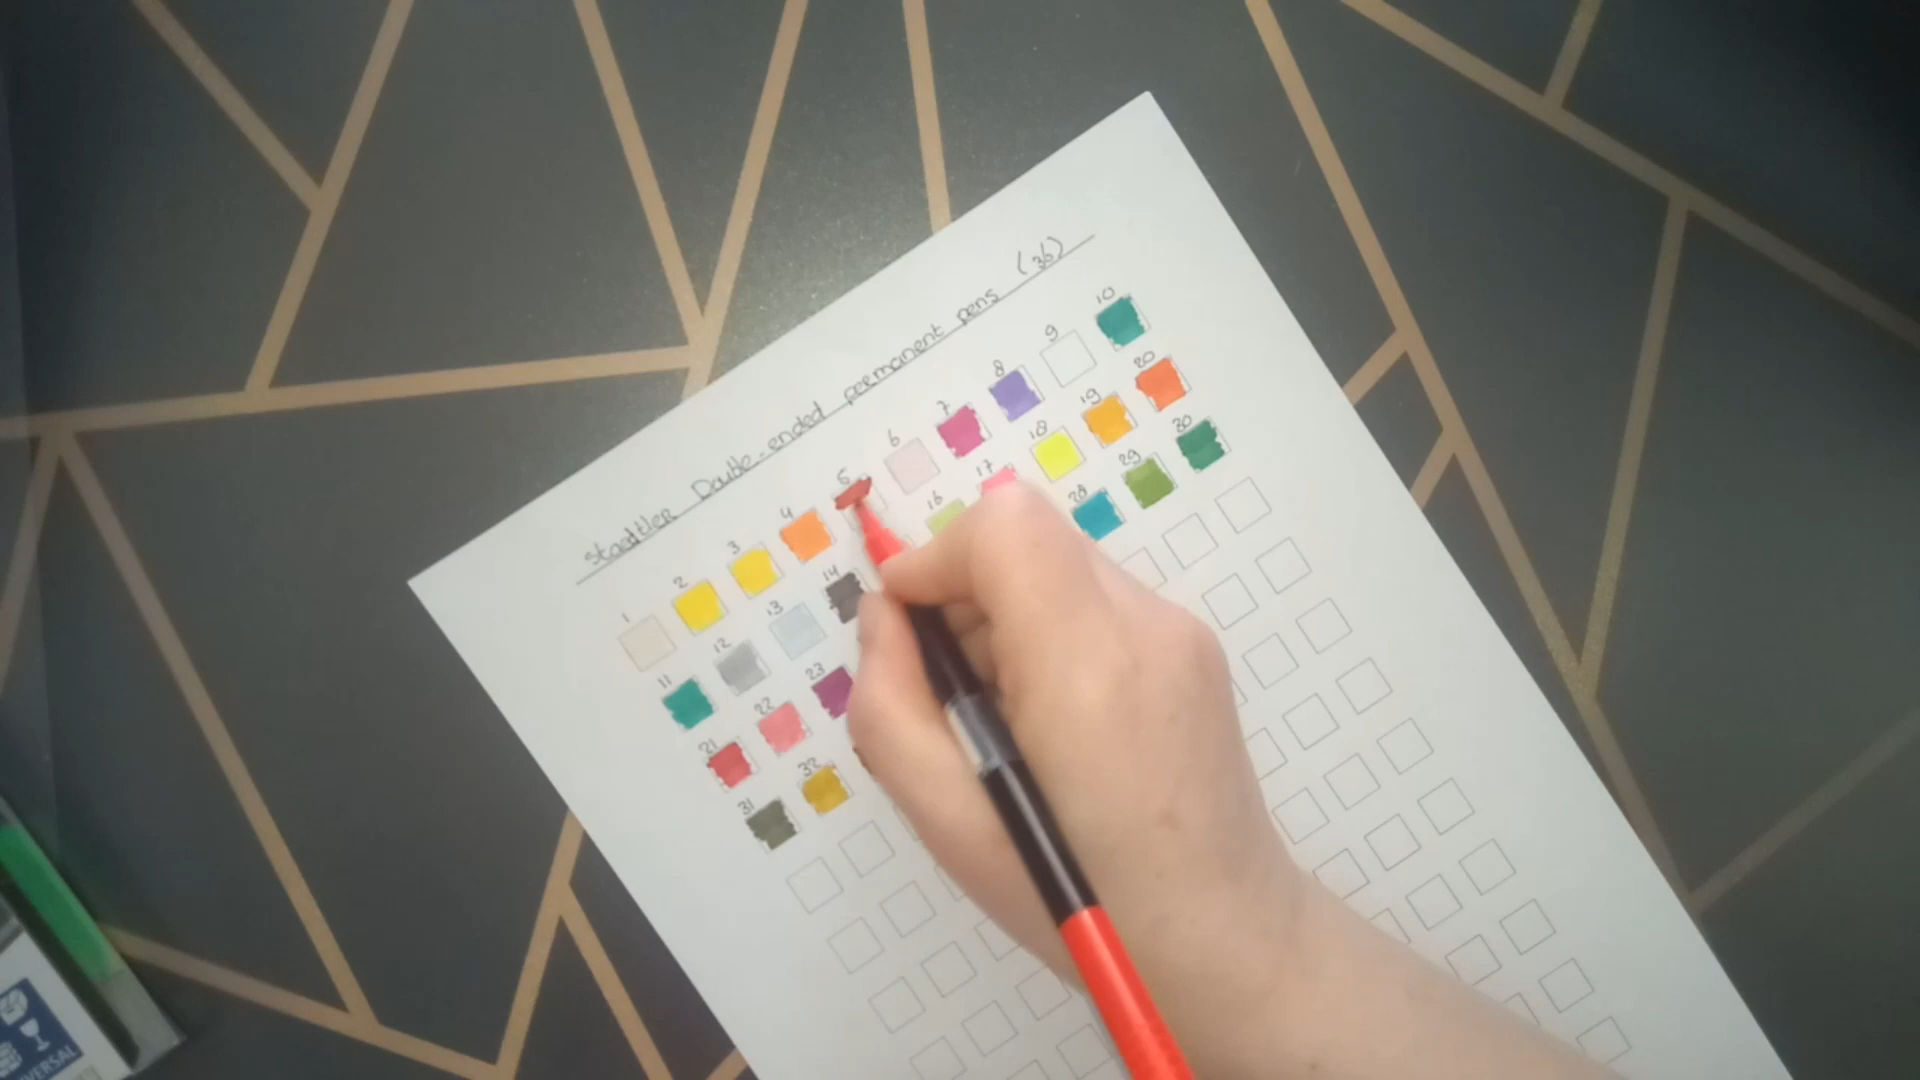 Staedtler Double-ended permanent pens (36)
1 2 3 4 5 6 7 8 9 10
11 12 13 14 16 17 18 19 20
21 22 23 28 29 30
31 32
VERSAL